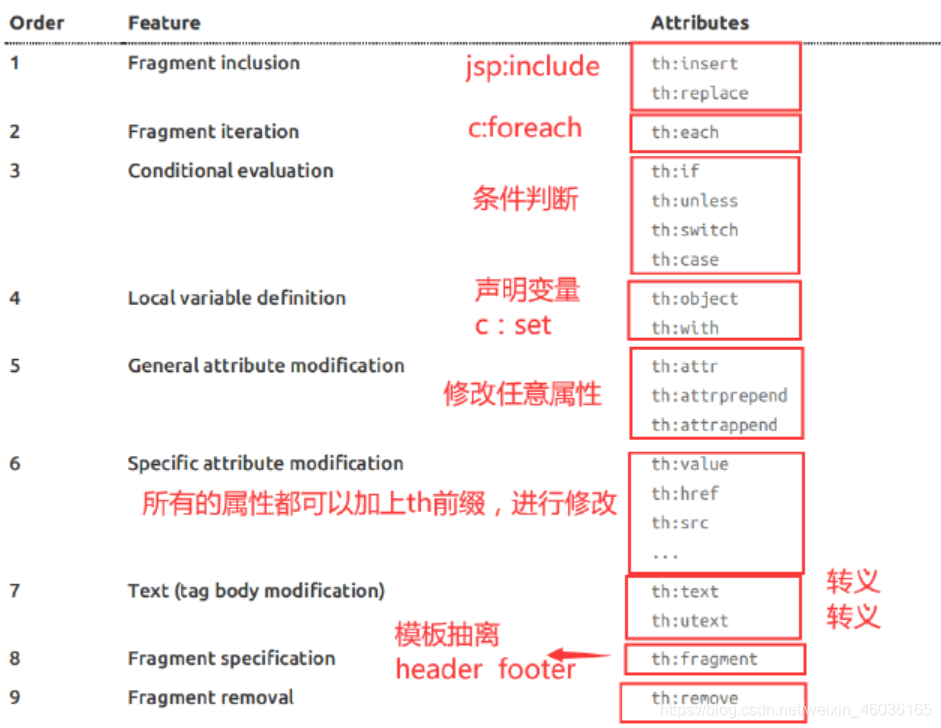 Order Feature Attributes
1 Fragment inclusion jsp:include th:insert
th:replace
2 Fragment iteration c:foreach th:each
3 Conditional evaluation th:if
条件判断 th:unless
th:switch
th:case
4 Local variable definition 声明变量 th:object
c：set th:with
5 General attribute modification th:attr
修改任意属性 th:attrprepend
th:attrappend
6 Specific attribute modification th:value
所有的属性都可以加上th前缀，进行修改 th:href
th:src
...
7 Text (tag body modification) th:text 转义
模板抽离 th:utext 转义
8 Fragment specification header footer th:fragment
9 Fragment removal th:remove
https://blog.csdn.net/weixin_46036165